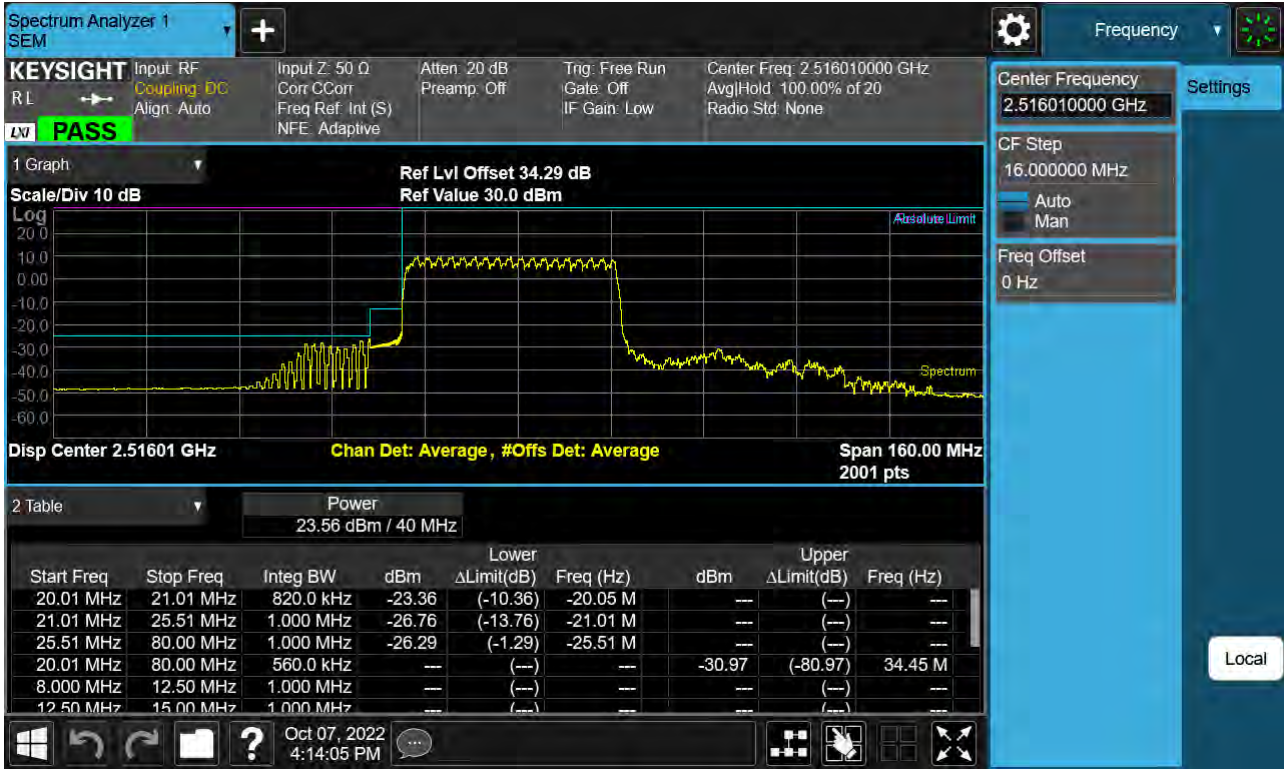 Spectrum Analyzer 1
SEM
+
Frequency
KEYSIGHT
Input: RF
Coupling: DC
Align: Auto
Input Z: 50 Ω
Corr CCorr
Freq Ref: Int (S)
NFE: Adaptive
Atten: 20 dB
Preamp: Off
Trig: Free Run
Gate: Off
IF Gain: Low
Center Freq: 2.516010000 GHz
Avg|Hold: 100.00% of 20
Radio Std: None
R L
LXI
PASS
Center Frequency
2.516010000 GHz
Settings
CF Step
16.000000 MHz
Auto
Man
Freq Offset
0 Hz
Local
1 Graph
Scale/Div 10 dB
Ref Lvl Offset 34.29 dB
Ref Value 30.0 dBm
Log
20.0
10.0
0.00
-10.0
-20.0
-30.0
-40.0
-50.0
-60.0
Absolute Limit
Spectrum
Disp Center 2.51601 GHz
Chan Det: Average , #Offs Det: Average
Span 160.00 MHz
2001 pts
2 Table
Power
23.56 dBm / 40 MHz
Lower Upper
Start Freq Stop Freq Integ BW dBm ΔLimit(dB) Freq (Hz) dBm ΔLimit(dB) Freq (Hz)
20.01 MHz 21.01 MHz 820.0 kHz -23.36 (-10.36) -20.05 M --- (---) ---
21.01 MHz 25.51 MHz 1.000 MHz -26.76 (-13.76) -21.01 M --- (---) ---
25.51 MHz 80.00 MHz 1.000 MHz -26.29 (-1.29) -25.51 M --- (---) ---
20.01 MHz 80.00 MHz 560.0 kHz --- (---) --- -30.97 (-80.97) 34.45 M
8.000 MHz 12.50 MHz 1.000 MHz --- (---) --- --- (---) ---
12.50 MHz 15.00 MHz 1.000 MHz --- (---) --- --- (---) ---
?
Oct 07, 2022
4:14:05 PM